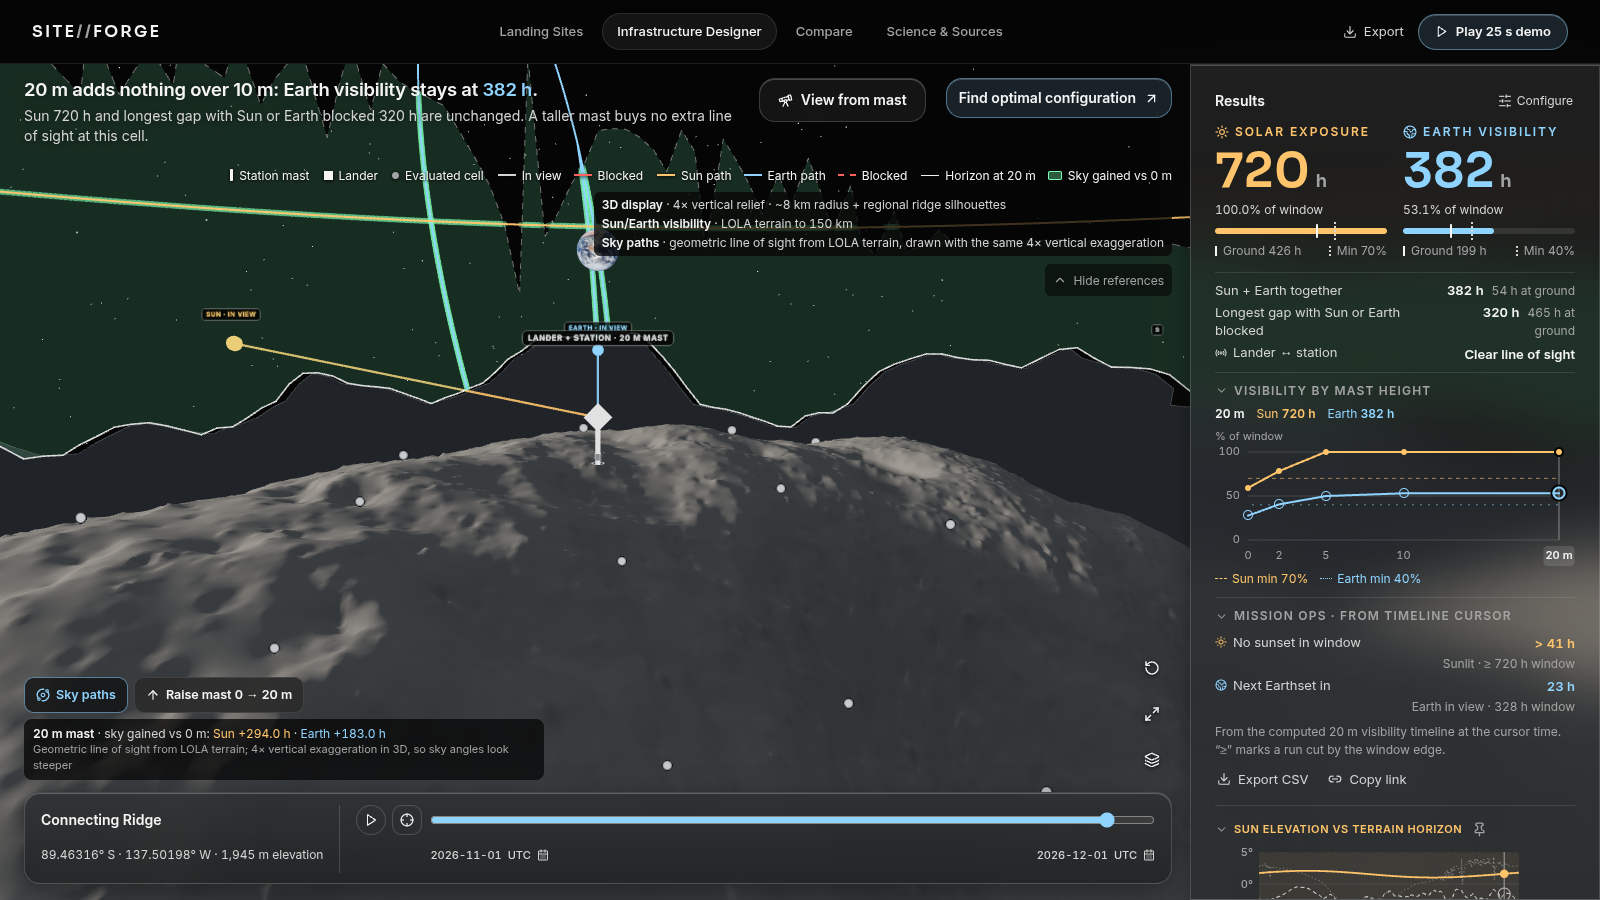 SITE//FORGE
Landing Sites
Infrastructure Designer
Compare
Science & Sources
Export
Play 25 s demo
20 m adds nothing over 10 m: Earth visibility stays at 382 h.
Sun 720 h and longest gap with Sun or Earth blocked 320 h are unchanged. A taller mast buys no extra line
of sight at this cell.
View from mast
Find optimal configuration
Station mast
Lander
Evaluated cell
In view
Blocked
Sun path
Earth path
Blocked
Horizon at 20 m
Sky gained vs 0 m
3D display · 4× vertical relief · ~8 km radius + regional ridge silhouettes
Sun/Earth visibility · LOLA terrain to 150 km
Sky paths · geometric line of sight from LOLA terrain, drawn with the same 4× vertical exaggeration
Hide references
SUN · IN VIEW
EARTH · IN VIEW
LANDER + STATION · 20 M MAST
S
Sky paths
Raise mast 0 → 20 m
20 m mast · sky gained vs 0 m: Sun +294.0 h · Earth +183.0 h
Geometric line of sight from LOLA terrain; 4× vertical exaggeration in 3D, so sky angles look
steeper
Connecting Ridge
89.46316° S · 137.50198° W · 1,945 m elevation
2026-11-01 UTC
2026-12-01 UTC
Results
Configure
SOLAR EXPOSURE
EARTH VISIBILITY
720 h
382 h
100.0% of window
53.1% of window
Ground 426 h
Min 70%
Ground 199 h
Min 40%
Sun + Earth together
382 h 54 h at ground
Longest gap with Sun or Earth
blocked
320 h 465 h at
ground
Lander ↔ station
Clear line of sight
VISIBILITY BY MAST HEIGHT
20 m Sun 720 h Earth 382 h
% of window
100
50
0
0 2 5 10 20 m
Sun min 70%
Earth min 40%
MISSION OPS · FROM TIMELINE CURSOR
No sunset in window
> 41 h
Sunlit · ≥ 720 h window
Next Earthset in
23 h
Earth in view · 328 h window
From the computed 20 m visibility timeline at the cursor time.
"≥" marks a run cut by the window edge.
Export CSV
Copy link
SUN ELEVATION VS TERRAIN HORIZON
5°
0°